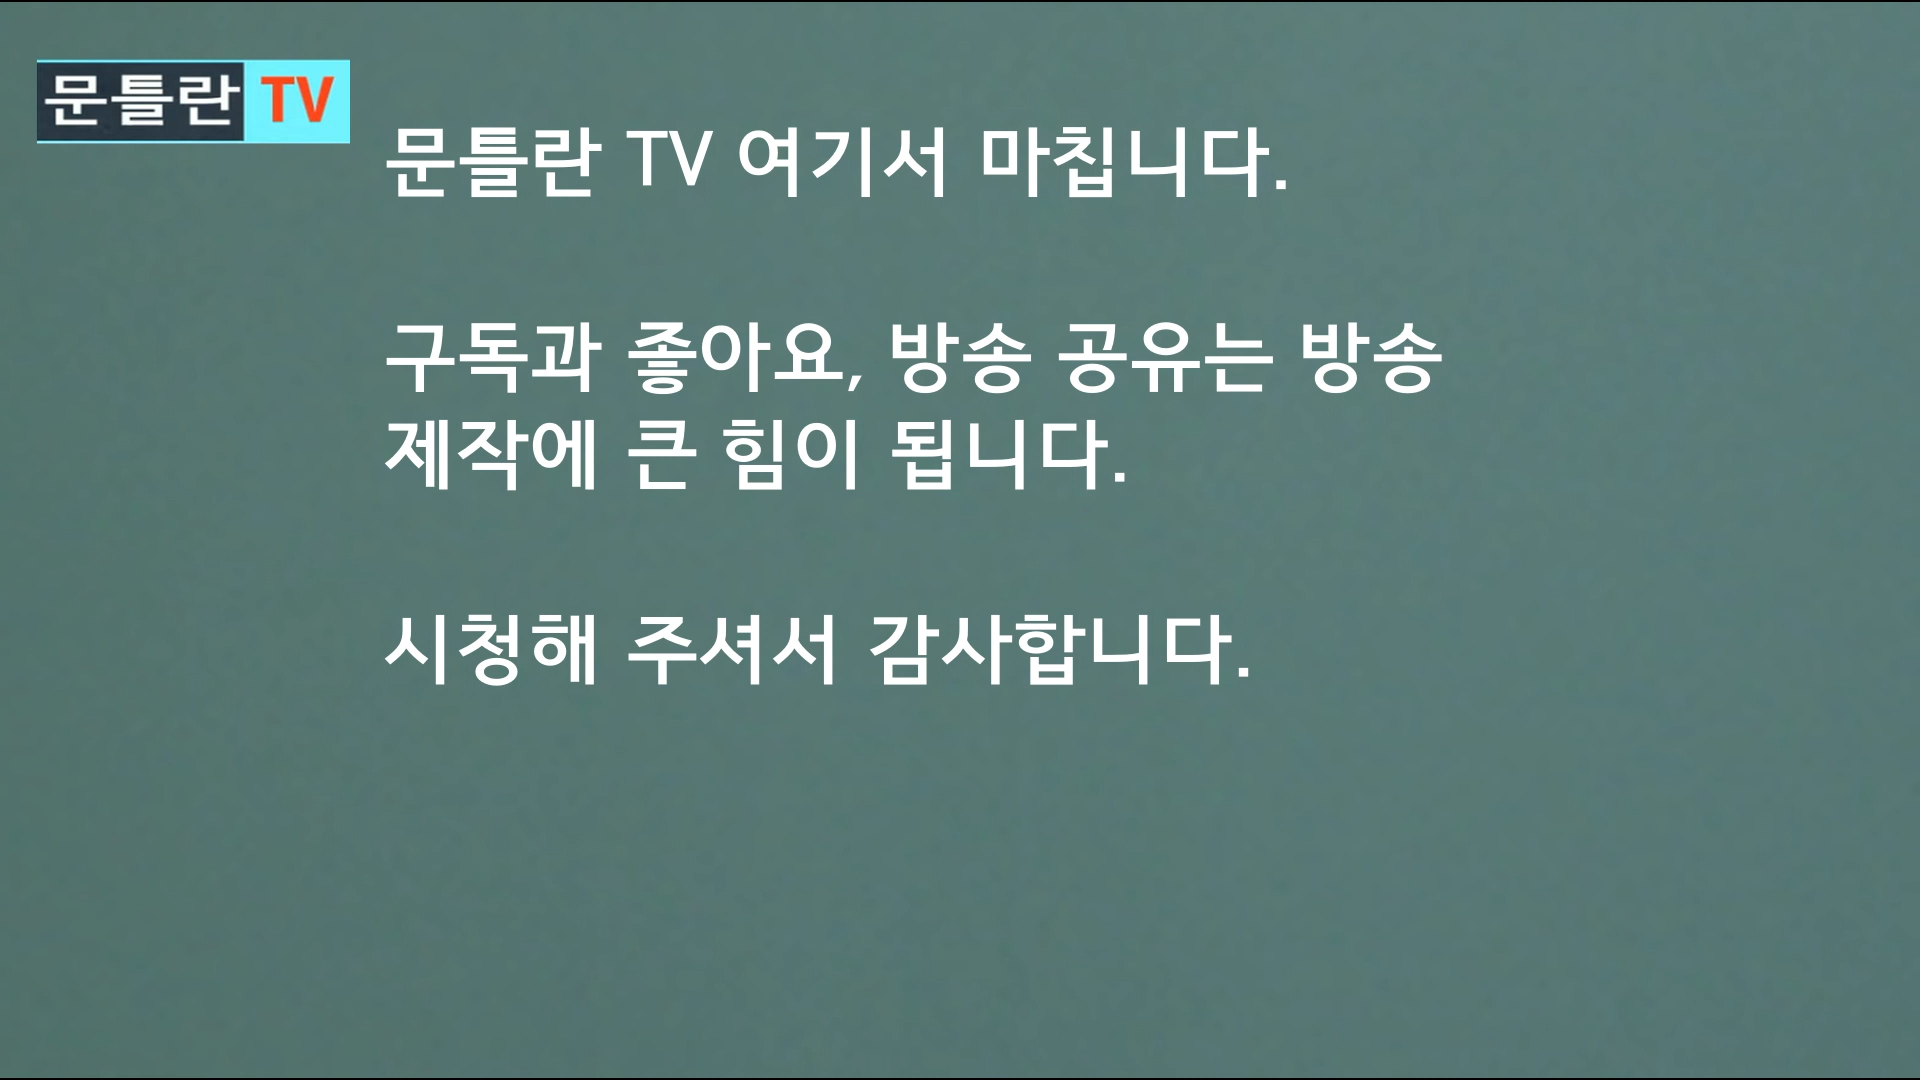 문틀란 TV
문틀란 TV 여기서 마칩니다.
구독과 좋아요, 방송 공유는 방송
제작에 큰 힘이 됩니다.
시청해 주셔서 감사합니다.